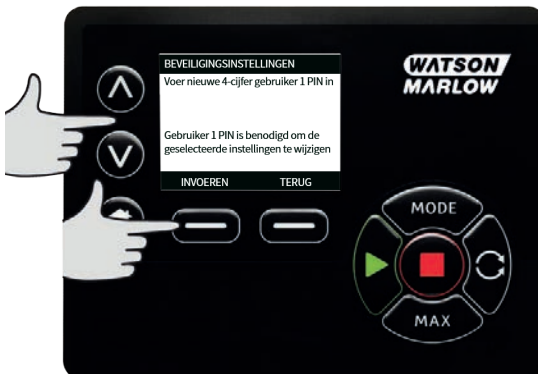 BEVEILIGINGSINSTELLINGEN
Voer nieuwe 4-cijfer gebruiker 1 PIN in
Gebruiker 1 PIN is benodigd om de
geselecteerde instellingen te wijzigen
INVOEREN TERUG
WATSON
MARLOW
MODE
MAX